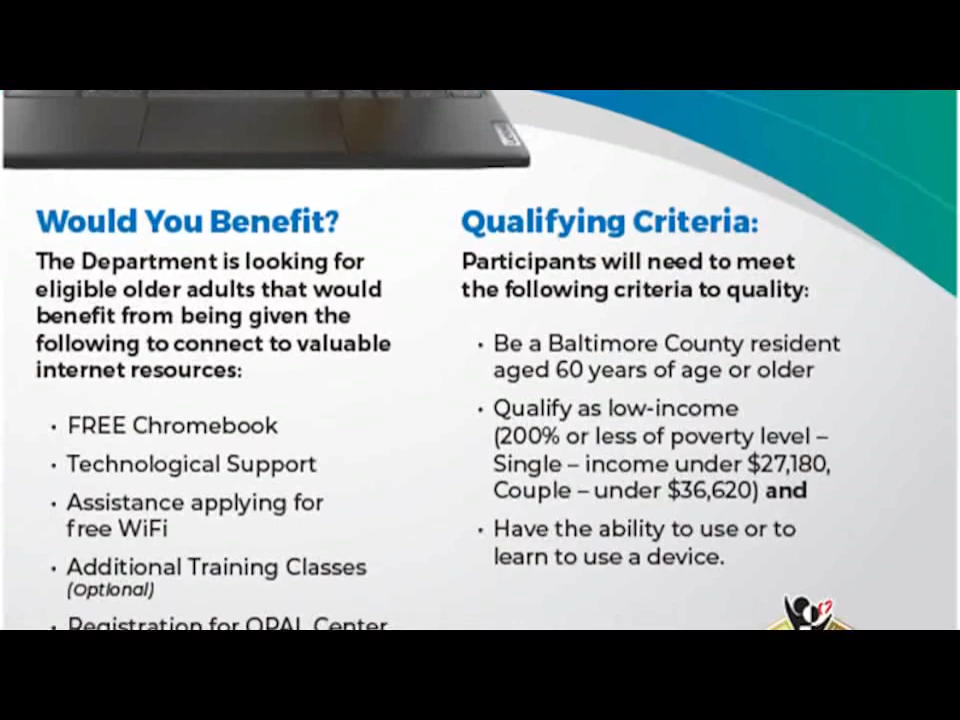 Would You Benefit?
The Department is looking for
eligible older adults that would
benefit from being given the
following to connect to valuable
internet resources:
· FREE Chromebook
· Technological Support
· Assistance applying for
free WiFi
· Additional Training Classes
(Optional)
· Registration for OPAL Center
Qualifying Criteria:
Participants will need to meet
the following criteria to quality:
· Be a Baltimore County resident
aged 60 years of age or older
· Qualify as low-income
(200% or less of poverty level –
Single – income under $27,180,
Couple – under $36,620) and
· Have the ability to use or to
learn to use a device.